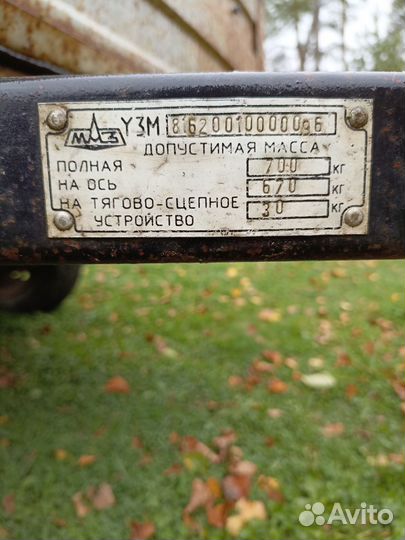 МАЗ УЗМ 8162001000096
ДОПУСТИМАЯ МАССА
ПОЛНАЯ 700 КГ
НА ОСЬ 670 КГ
НА ТЯГОВО-СЦЕПНОЕ 30 КГ
УСТРОЙСТВО
Avito